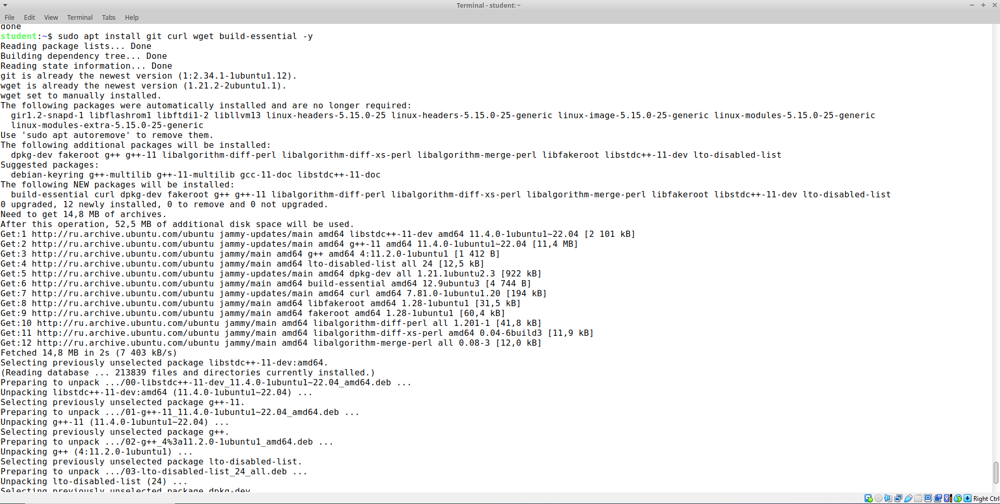 Terminal - student: ~
File Edit View Terminal Tabs Help
done
student:~$ sudo apt install git curl wget build-essential -y
Reading package lists... Done
Building dependency tree... Done
Reading state information... Done
git is already the newest version (1:2.34.1-1ubuntu1.12).
wget is already the newest version (1.21.2-2ubuntu1.1).
wget set to manually installed.
The following packages were automatically installed and are no longer required:
  gir1.2-snapd-1 libflashrom1 libftdi1-2 libllvm13 linux-headers-5.15.0-25 linux-headers-5.15.0-25-generic linux-image-5.15.0-25-generic linux-modules-5.15.0-25-generic
  linux-modules-extra-5.15.0-25-generic
Use 'sudo apt autoremove' to remove them.
The following additional packages will be installed:
  dpkg-dev fakeroot g++ g++-11 libalgorithm-diff-perl libalgorithm-diff-xs-perl libalgorithm-merge-perl libfakeroot libstdc++-11-dev lto-disabled-list
Suggested packages:
  debian-keyring g++-multilib g++-11-multilib gcc-11-doc libstdc++-11-doc
The following NEW packages will be installed:
  build-essential curl dpkg-dev fakeroot g++ g++-11 libalgorithm-diff-perl libalgorithm-diff-xs-perl libalgorithm-merge-perl libfakeroot libstdc++-11-dev lto-disabled-list
0 upgraded, 12 newly installed, 0 to remove and 0 not upgraded.
Need to get 14,8 MB of archives.
After this operation, 52,5 MB of additional disk space will be used.
Get:1 http://ru.archive.ubuntu.com/ubuntu jammy-updates/main amd64 libstdc++-11-dev amd64 11.4.0-1ubuntu1~22.04 [2 101 kB]
Get:2 http://ru.archive.ubuntu.com/ubuntu jammy-updates/main amd64 g++-11 amd64 11.4.0-1ubuntu1~22.04 [11,4 MB]
Get:3 http://ru.archive.ubuntu.com/ubuntu jammy/main amd64 g++ amd64 4:11.2.0-1ubuntu1 [1 412 B]
Get:4 http://ru.archive.ubuntu.com/ubuntu jammy/main amd64 lto-disabled-list all 24 [12,5 kB]
Get:5 http://ru.archive.ubuntu.com/ubuntu jammy-updates/main amd64 dpkg-dev all 1.21.1ubuntu2.3 [922 kB]
Get:6 http://ru.archive.ubuntu.com/ubuntu jammy/main amd64 build-essential amd64 12.9ubuntu3 [4 744 B]
Get:7 http://ru.archive.ubuntu.com/ubuntu jammy-updates/main amd64 curl amd64 7.81.0-1ubuntu1.20 [194 kB]
Get:8 http://ru.archive.ubuntu.com/ubuntu jammy/main amd64 libfakeroot amd64 1.28-1ubuntu1 [31,5 kB]
Get:9 http://ru.archive.ubuntu.com/ubuntu jammy/main amd64 fakeroot amd64 1.28-1ubuntu1 [60,4 kB]
Get:10 http://ru.archive.ubuntu.com/ubuntu jammy/main amd64 libalgorithm-diff-perl all 1.201-1 [41,8 kB]
Get:11 http://ru.archive.ubuntu.com/ubuntu jammy/main amd64 libalgorithm-diff-xs-perl amd64 0.04-6build3 [11,9 kB]
Get:12 http://ru.archive.ubuntu.com/ubuntu jammy/main amd64 libalgorithm-merge-perl all 0.08-3 [12,0 kB]
Fetched 14,8 MB in 2s (7 403 kB/s)
Selecting previously unselected package libstdc++-11-dev:amd64.
(Reading database ... 213839 files and directories currently installed.)
Preparing to unpack .../00-libstdc++-11-dev_11.4.0-1ubuntu1~22.04_amd64.deb ...
Unpacking libstdc++-11-dev:amd64 (11.4.0-1ubuntu1~22.04) ...
Selecting previously unselected package g++-11.
Preparing to unpack .../01-g++-11_11.4.0-1ubuntu1~22.04_amd64.deb ...
Unpacking g++-11 (11.4.0-1ubuntu1~22.04) ...
Selecting previously unselected package g++.
Preparing to unpack .../02-g++_4%3a11.2.0-1ubuntu1_amd64.deb ...
Unpacking g++ (4:11.2.0-1ubuntu1) ...
Selecting previously unselected package lto-disabled-list.
Preparing to unpack .../03-lto-disabled-list_24_all.deb ...
Unpacking lto-disabled-list (24) ...
Selecting previously unselected package dpkg-dev
Right Ctrl